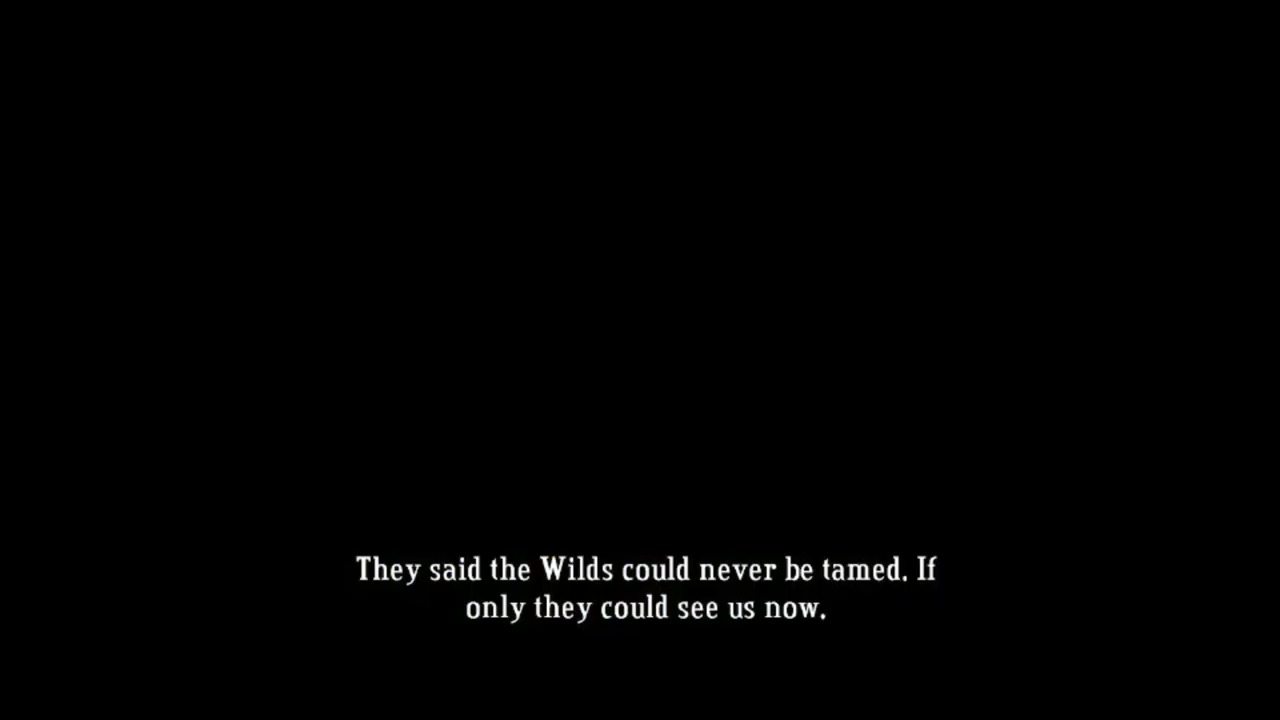 They said the Wilds could never be tamed. If
only they could see us now.